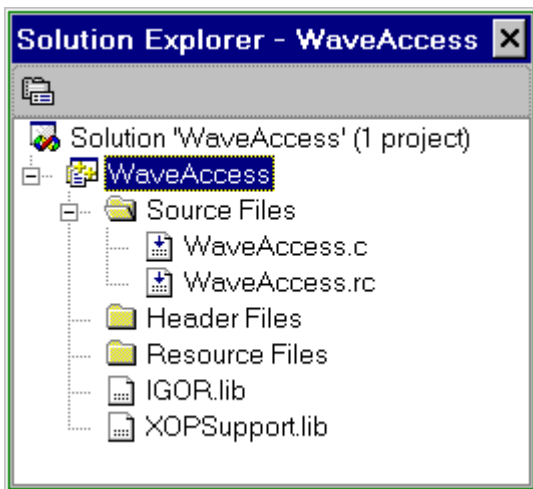 Solution Explorer - WaveAccess
Solution 'WaveAccess' (1 project)
WaveAccess
Source Files
WaveAccess.c
WaveAccess.rc
Header Files
Resource Files
IGOR.lib
XOPSupport.lib